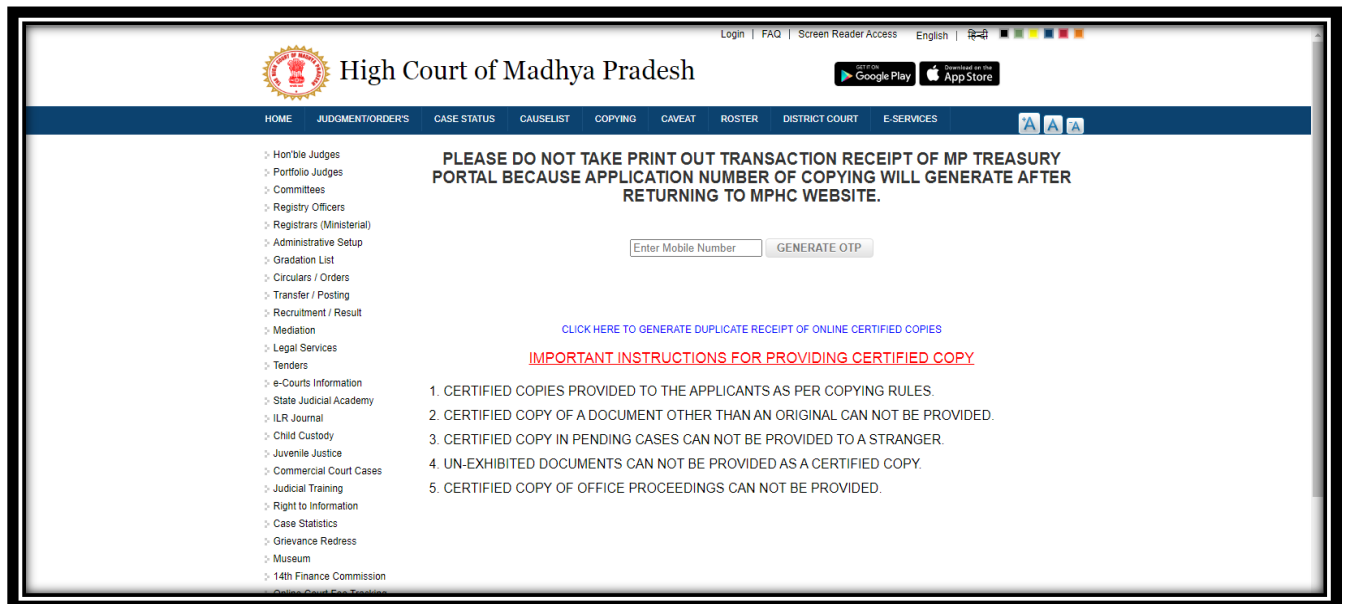 Login | FAQ | Screen Reader Access English | हिन्दी
High Court of Madhya Pradesh
GET IT ON
Google Play
Download on the
App Store
HOME JUDGMENT/ORDER'S CASE STATUS CAUSELIST COPYING CAVEAT ROSTER DISTRICT COURT E-SERVICES
+A A -A
Hon'ble Judges
Portfolio Judges
Committees
Registry Officers
Registrars (Ministerial)
Administrative Setup
Gradation List
Circulars / Orders
Transfer / Posting
Recruitment / Result
Mediation
Legal Services
Tenders
e-Courts Information
State Judicial Academy
ILR Journal
Child Custody
Juvenile Justice
Commercial Court Cases
Judicial Training
Right to Information
Case Statistics
Grievance Redress
Museum
14th Finance Commission
Online Court Fee Tracking
PLEASE DO NOT TAKE PRINT OUT TRANSACTION RECEIPT OF MP TREASURY
PORTAL BECAUSE APPLICATION NUMBER OF COPYING WILL GENERATE AFTER
RETURNING TO MPHC WEBSITE.
Enter Mobile Number GENERATE OTP
CLICK HERE TO GENERATE DUPLICATE RECEIPT OF ONLINE CERTIFIED COPIES
IMPORTANT INSTRUCTIONS FOR PROVIDING CERTIFIED COPY
1. CERTIFIED COPIES PROVIDED TO THE APPLICANTS AS PER COPYING RULES.
2. CERTIFIED COPY OF A DOCUMENT OTHER THAN AN ORIGINAL CAN NOT BE PROVIDED.
3. CERTIFIED COPY IN PENDING CASES CAN NOT BE PROVIDED TO A STRANGER.
4. UN-EXHIBITED DOCUMENTS CAN NOT BE PROVIDED AS A CERTIFIED COPY.
5. CERTIFIED COPY OF OFFICE PROCEEDINGS CAN NOT BE PROVIDED.